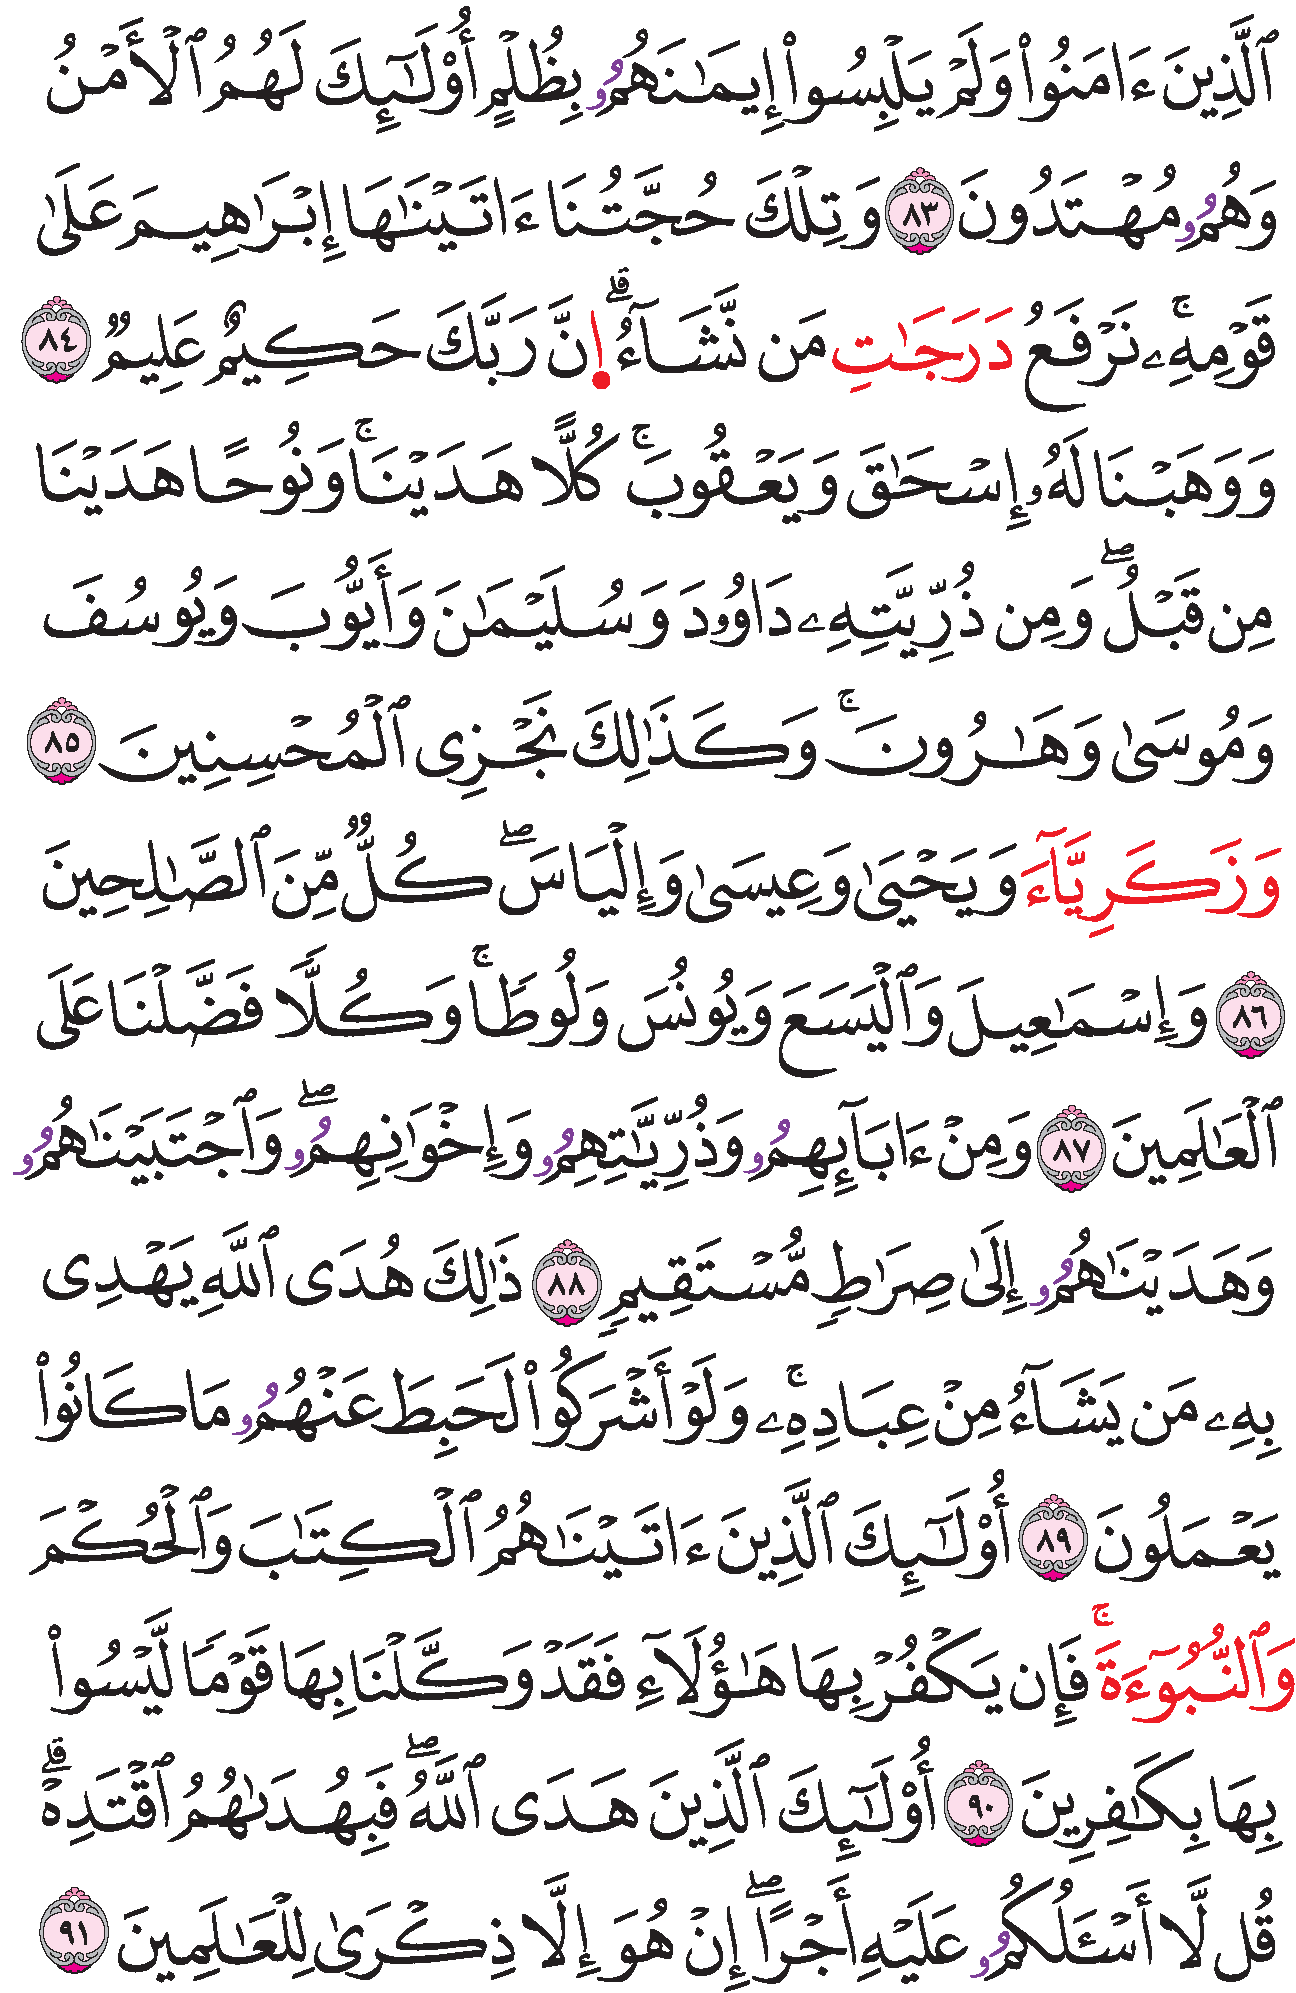 ٱلَّذِينَ ءَامَنُوا۟ وَلَمْ يَلْبِسُوٓا۟ إِيمَٰنَهُمُۥ بِظُلْمٍ أُو۟لَٰٓئِكَ لَهُمُ ٱلْأَمْنُ
وَهُمُۥ مُهْتَدُونَ ٨٣ وَتِلْكَ حُجَّتُنَا ءَاتَيْنَٰهَا إِبْرَٰهِيمَ عَلَىٰ
قَوْمِهِۦۚ نَرْفَعُ دَرَجَٰتِ مَن نَّشَآءُۗ اِنَّ رَبَّكَ حَكِيمٌ عَلِيمٌ ٨٤
وَوَهَبْنَا لَهُۥ إِسْحَٰقَ وَيَعْقُوبَۚ كُلًّا هَدَيْنَاۚ وَنُوحًا هَدَيْنَا
مِن قَبْلُۖ وَمِن ذُرِّيَّتِهِۦ دَاوُۥدَ وَسُلَيْمَٰنَ وَأَيُّوبَ وَيُوسُفَ
وَمُوسَىٰ وَهَٰرُونَۚ وَكَذَٰلِكَ نَجْزِى ٱلْمُحْسِنِينَ ٨٥
وَزَكَرِيَّآءَ وَيَحْيَىٰ وَعِيسَىٰ وَإِلْيَاسَۖ كُلٌّ مِّنَ ٱلصَّٰلِحِينَ
٨٦ وَإِسْمَٰعِيلَ وَٱلْيَسَعَ وَيُونُسَ وَلُوطًاۚ وَكُلًّا فَضَّلْنَا عَلَى
ٱلْعَٰلَمِينَ ٨٧ وَمِنْ ءَابَآئِهِمُۥ وَذُرِّيَّٰتِهِمُۥ وَإِخْوَٰنِهِمُۥۖ وَٱجْتَبَيْنَٰهُمُۥ
وَهَدَيْنَٰهُمُۥ إِلَىٰ صِرَٰطٍ مُّسْتَقِيمٍ ٨٨ ذَٰلِكَ هُدَى ٱللَّهِ يَهْدِى
بِهِۦ مَن يَشَآءُ مِنْ عِبَادِهِۦۚ وَلَوْ أَشْرَكُوا۟ لَحَبِطَ عَنْهُمُۥ مَا كَانُوا۟
يَعْمَلُونَ ٨٩ أُو۟لَٰٓئِكَ ٱلَّذِينَ ءَاتَيْنَٰهُمُ ٱلْكِتَٰبَ وَٱلْحُكْمَ
وَٱلنُّبُوٓءَةَۚ فَإِن يَكْفُرْ بِهَا هَٰٓؤُلَآءِ فَقَدْ وَكَّلْنَا بِهَا قَوْمًا لَّيْسُوا۟
بِهَا بِكَٰفِرِينَ ٩٠ أُو۟لَٰٓئِكَ ٱلَّذِينَ هَدَى ٱللَّهُۖ فَبِهُدَىٰهُمُ ٱقْتَدِهْۗ
قُل لَّآ أَسْـَٔلُكُمُۥ عَلَيْهِ أَجْرًاۖ إِنْ هُوَ إِلَّا ذِكْرَىٰ لِلْعَٰلَمِينَ ٩١